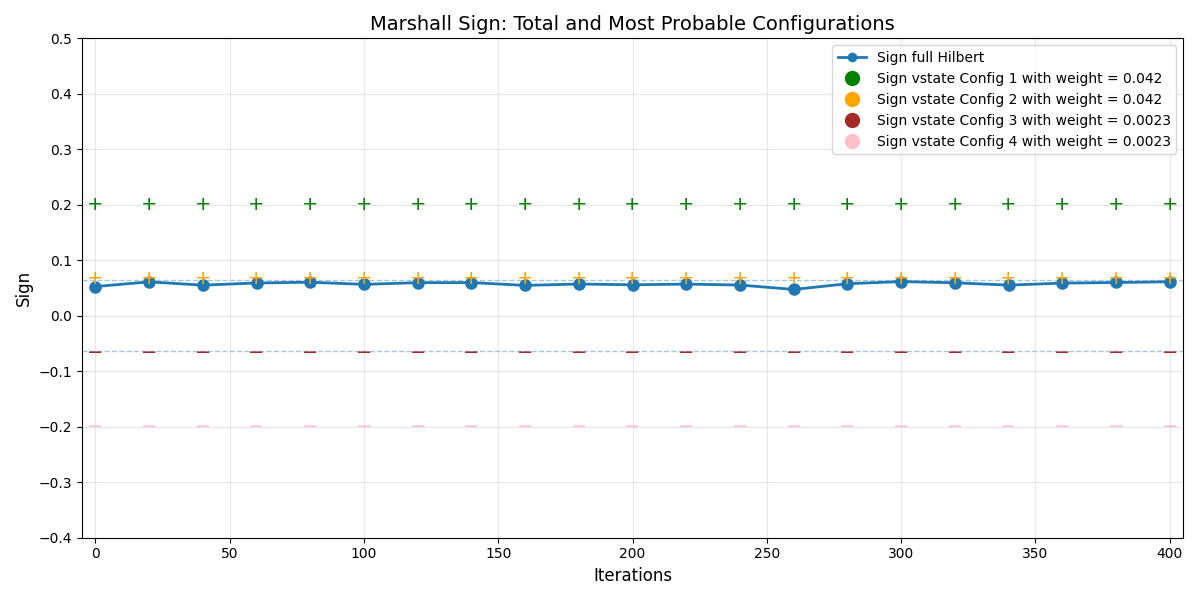 Marshall Sign: Total and Most Probable Configurations
Sign full Hilbert
Sign vstate Config 1 with weight = 0.042
Sign vstate Config 2 with weight = 0.042
Sign vstate Config 3 with weight = 0.0023
Sign vstate Config 4 with weight = 0.0023
Sign
0.5
0.4
0.3
0.2
0.1
0.0
−0.1
−0.2
−0.3
−0.4
0 50 100 150 200 250 300 350 400
Iterations